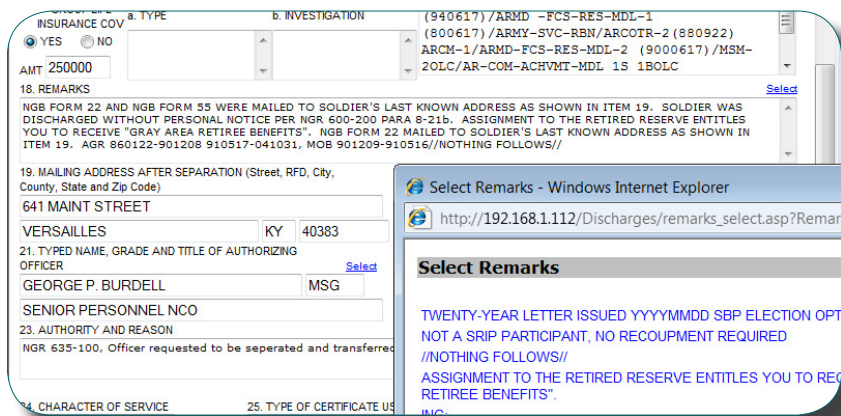 INSURANCE COV
a. TYPE
b. INVESTIGATION
YES NO
AMT 250000
(940617)/ARMD -FCS-RES-MDL-1
(800617)/ARMY-SVC-RBN/ARCOTR-2(880922)
ARCM-1/ARMD-FCS-RES-MDL-2 (9000617)/MSM-
2OLC/AR-COM-ACHVMT-MDL 1S 1BOLC
18. REMARKS Select
NGB FORM 22 AND NGB FORM 55 WERE MAILED TO SOLDIER'S LAST KNOWN ADDRESS AS SHOWN IN ITEM 19. SOLDIER WAS
DISCHARGED WITHOUT PERSONAL NOTICE PER NGR 600-200 PARA 8-21b. ASSIGNMENT TO THE RETIRED RESERVE ENTITLES
YOU TO RECEIVE "GRAY AREA RETIREE BENEFITS". NGB FORM 22 MAILED TO SOLDIER'S LAST KNOWN ADDRESS AS SHOWN IN
ITEM 19. AGR 860122-901208 910517-041031, MOB 901209-910516//NOTHING FOLLOWS//
19. MAILING ADDRESS AFTER SEPARATION (Street, RFD, City,
County, State and Zip Code)
641 MAINT STREET
VERSAILLES KY 40383
21. TYPED NAME, GRADE AND TITLE OF AUTHORIZING
OFFICER Select
GEORGE P. BURDELL MSG
SENIOR PERSONNEL NCO
23. AUTHORITY AND REASON
NGR 635-100, Officer requested to be seperated and transferred
24. CHARACTER OF SERVICE 25. TYPE OF CERTIFICATE US
Select Remarks - Windows Internet Explorer
http://192.168.1.112/Discharges/remarks_select.asp?Remar
Select Remarks
TWENTY-YEAR LETTER ISSUED YYYYMMDD SBP ELECTION OPT
NOT A SRIP PARTICIPANT, NO RECOUPMENT REQUIRED
//NOTHING FOLLOWS//
ASSIGNMENT TO THE RETIRED RESERVE ENTITLES YOU TO REC
RETIREE BENEFITS".